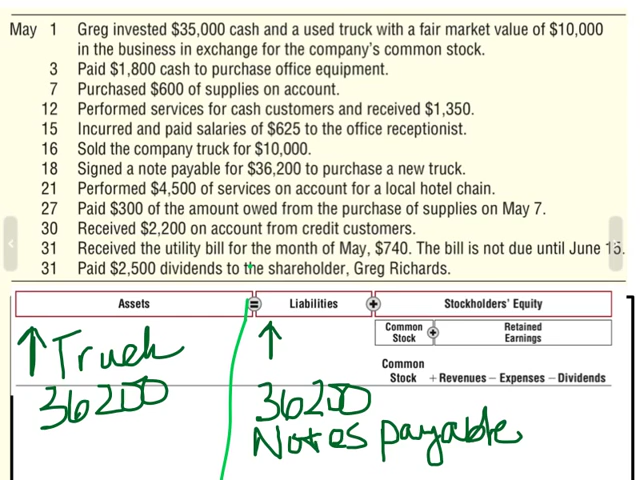 May 1 Greg invested $35,000 cash and a used truck with a fair market value of $10,000
in the business in exchange for the company's common stock.
3 Paid $1,800 cash to purchase office equipment.
7 Purchased $600 of supplies on account.
12 Performed services for cash customers and received $1,350.
15 Incurred and paid salaries of $625 to the office receptionist.
16 Sold the company truck for $10,000.
18 Signed a note payable for $36,200 to purchase a new truck.
21 Performed $4,500 of services on account for a local hotel chain.
27 Paid $300 of the amount owed from the purchase of supplies on May 7.
30 Received $2,200 on account from credit customers.
31 Received the utility bill for the month of May, $740. The bill is not due until June 15.
31 Paid $2,500 dividends to the shareholder, Greg Richards.
Assets = Liabilities + Stockholders' Equity
Common Stock + Retained Earnings
Common
Stock + Revenues − Expenses − Dividends
↑ Truck ↑
36200 36200
Notes payable